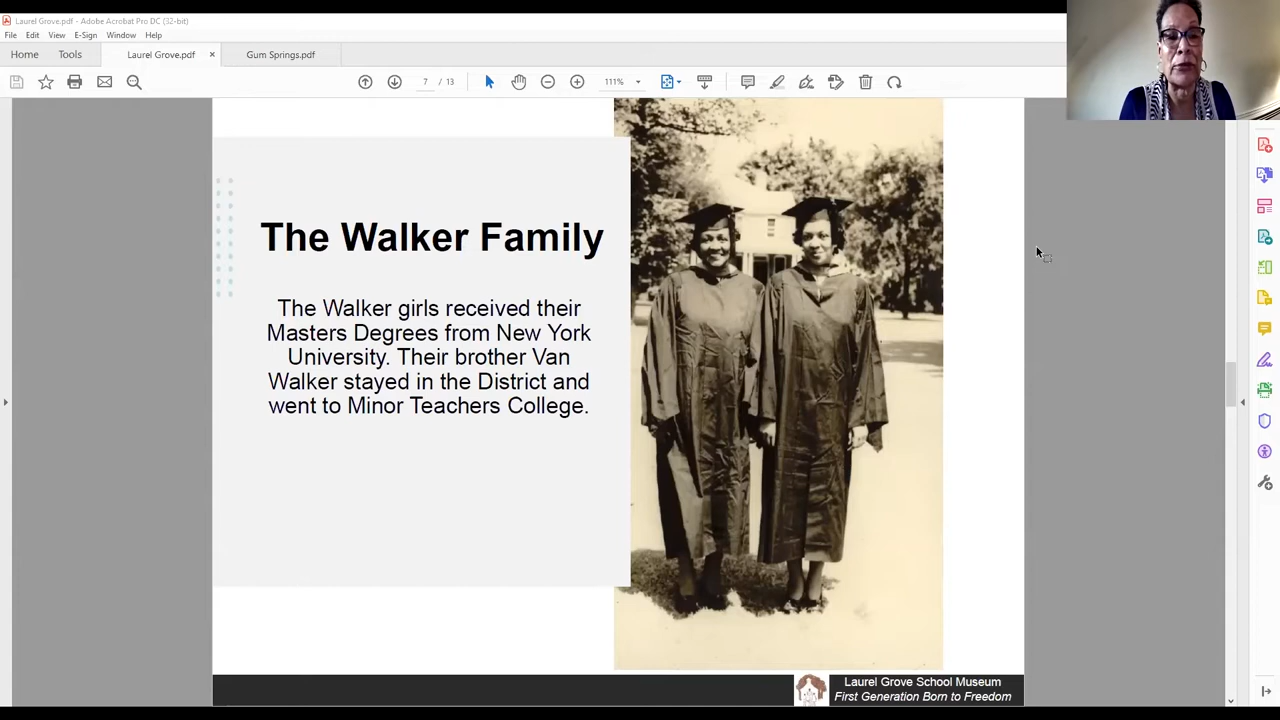 Laurel Grove.pdf - Adobe Acrobat Pro DC (32-bit)
File Edit View E-Sign Window Help
Home Tools Laurel Grove.pdf × Gum Springs.pdf
7 / 13 111%
The Walker Family
The Walker girls received their
Masters Degrees from New York
University. Their brother Van
Walker stayed in the District and
went to Minor Teachers College.
Laurel Grove School Museum
First Generation Born to Freedom